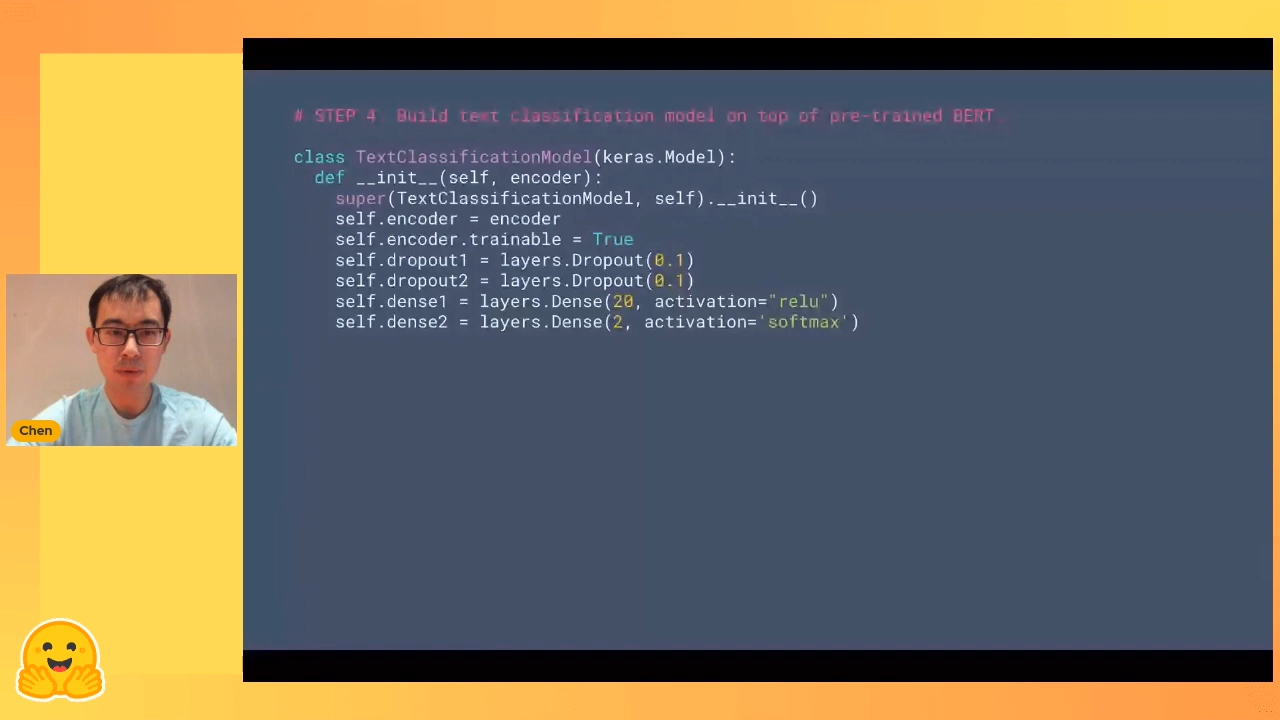 # STEP 4. Build text classification model on top of pre-trained BERT.
class TextClassificationModel(keras.Model):
def __init__(self, encoder):
super(TextClassificationModel, self).__init__()
self.encoder = encoder
self.encoder.trainable = True
self.dropout1 = layers.Dropout(0.1)
self.dropout2 = layers.Dropout(0.1)
self.dense1 = layers.Dense(20, activation="relu")
self.dense2 = layers.Dense(2, activation='softmax')
Chen